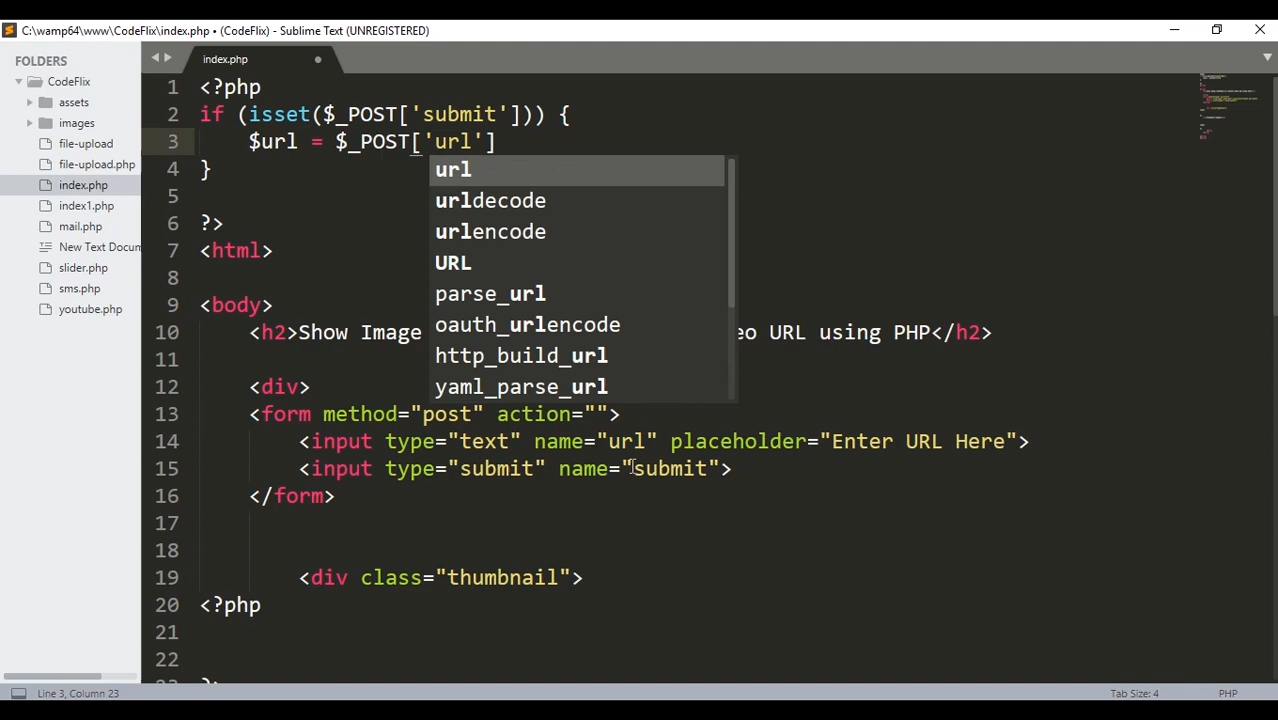 C:\wamp64\www\CodeFlix\index.php • (CodeFlix) - Sublime Text (UNREGISTERED)
FOLDERS
CodeFlix
assets
images
file-upload
file-upload.php
index.php
index1.php
mail.php
New Text Docum
slider.php
sms.php
youtube.php
index.php
1 <?php
2 if (isset($_POST['submit'])) {
3 $url = $_POST['url']
4 }
5
6 ?>
7 <html>
8
9 <body>
10 <h2>Show Image eo URL using PHP</h2>
11
12 <div>
13 <form method="post" action="">
14 <input type="text" name="url" placeholder="Enter URL Here">
15 <input type="submit" name="submit">
16 </form>
17
18
19 <div class="thumbnail">
20 <?php
21
22
23 ?>
url
urldecode
urlencode
URL
parse_url
oauth_urlencode
http_build_url
yaml_parse_url
Line 3, Column 23
Tab Size: 4
PHP